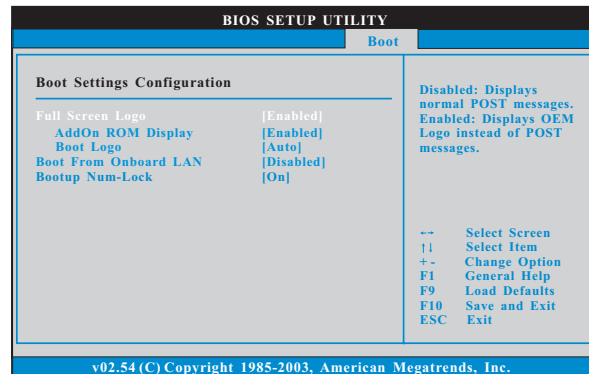 BIOS SETUP UTILITY
Boot
Boot Settings Configuration
Full Screen Logo [Enabled]
AddOn ROM Display [Enabled]
Boot Logo [Auto]
Boot From Onboard LAN [Disabled]
Bootup Num-Lock [On]
Disabled: Displays
normal POST messages.
Enabled: Displays OEM
Logo instead of POST
messages.
←→ Select Screen
↑↓ Select Item
+ - Change Option
F1 General Help
F9 Load Defaults
F10 Save and Exit
ESC Exit
v02.54 (C) Copyright 1985-2003, American Megatrends, Inc.